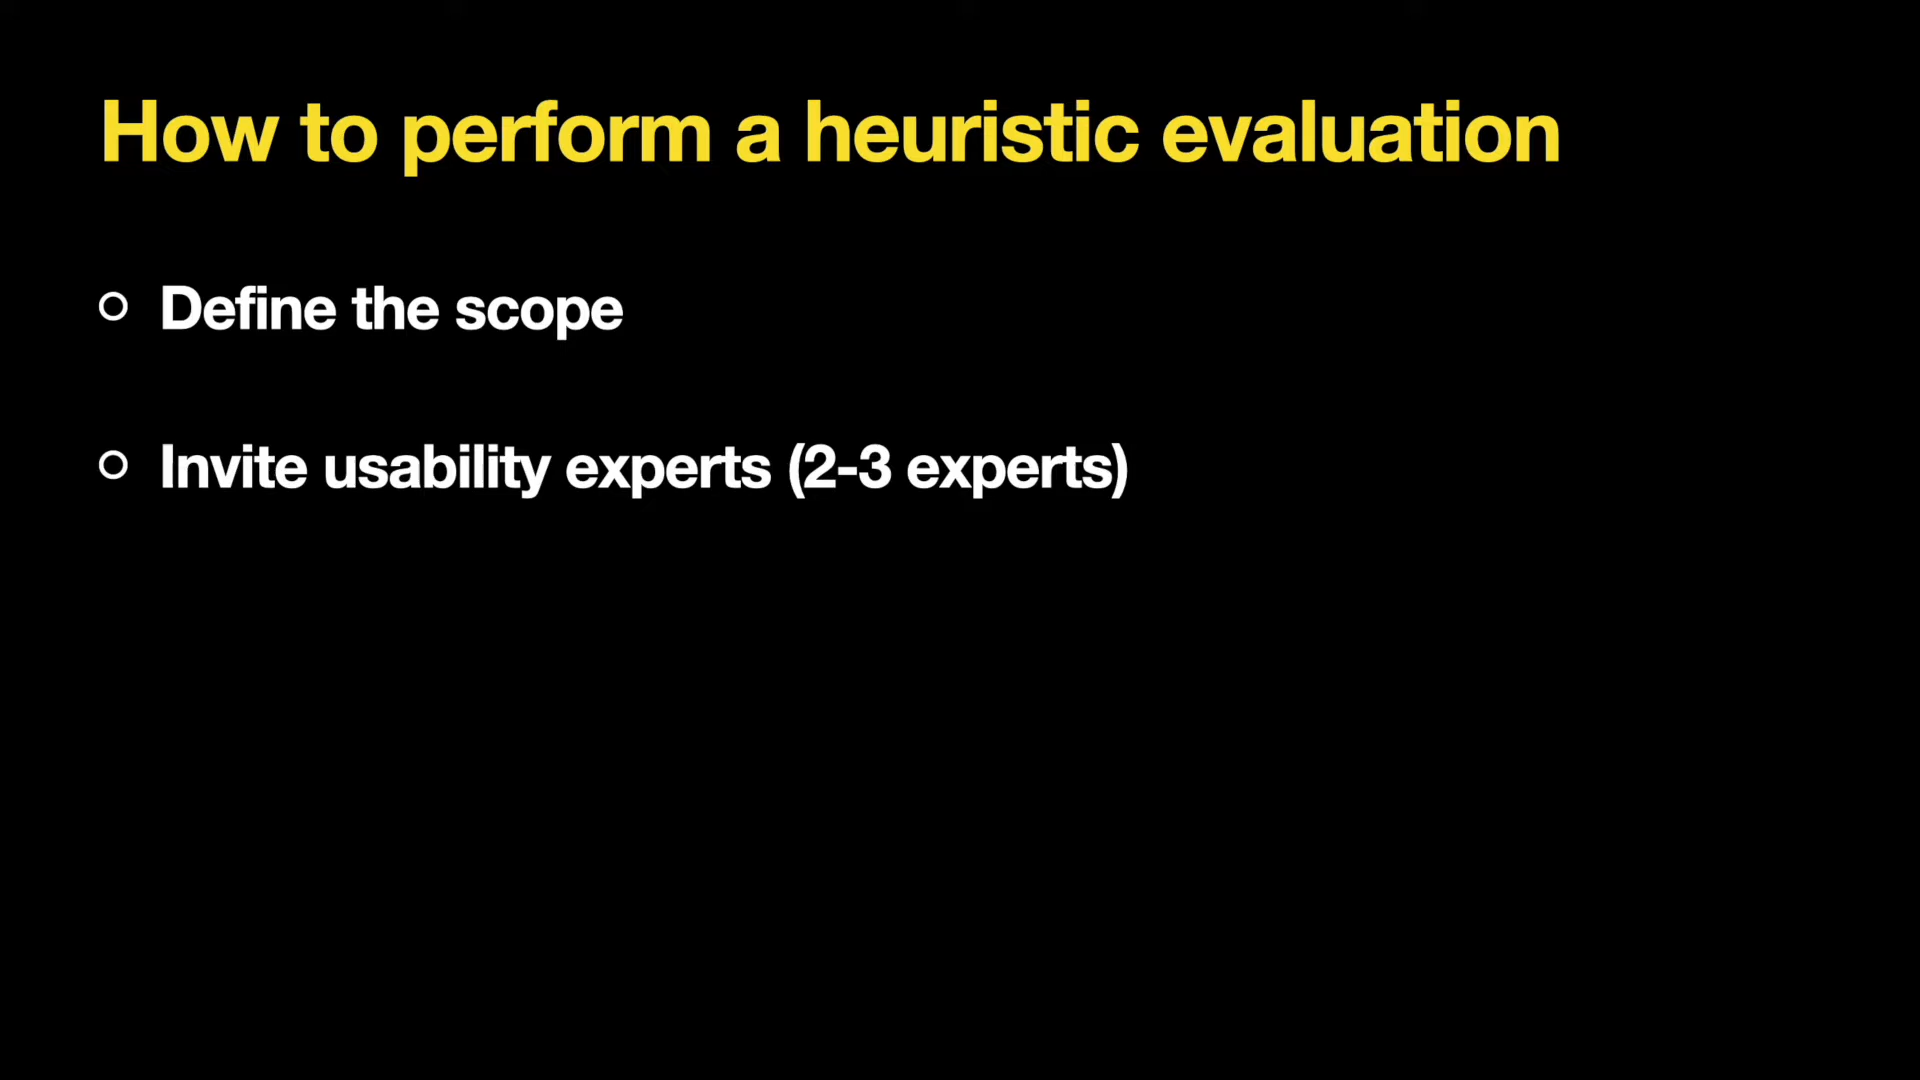 How to perform a heuristic evaluation
Define the scope
Invite usability experts (2-3 experts)